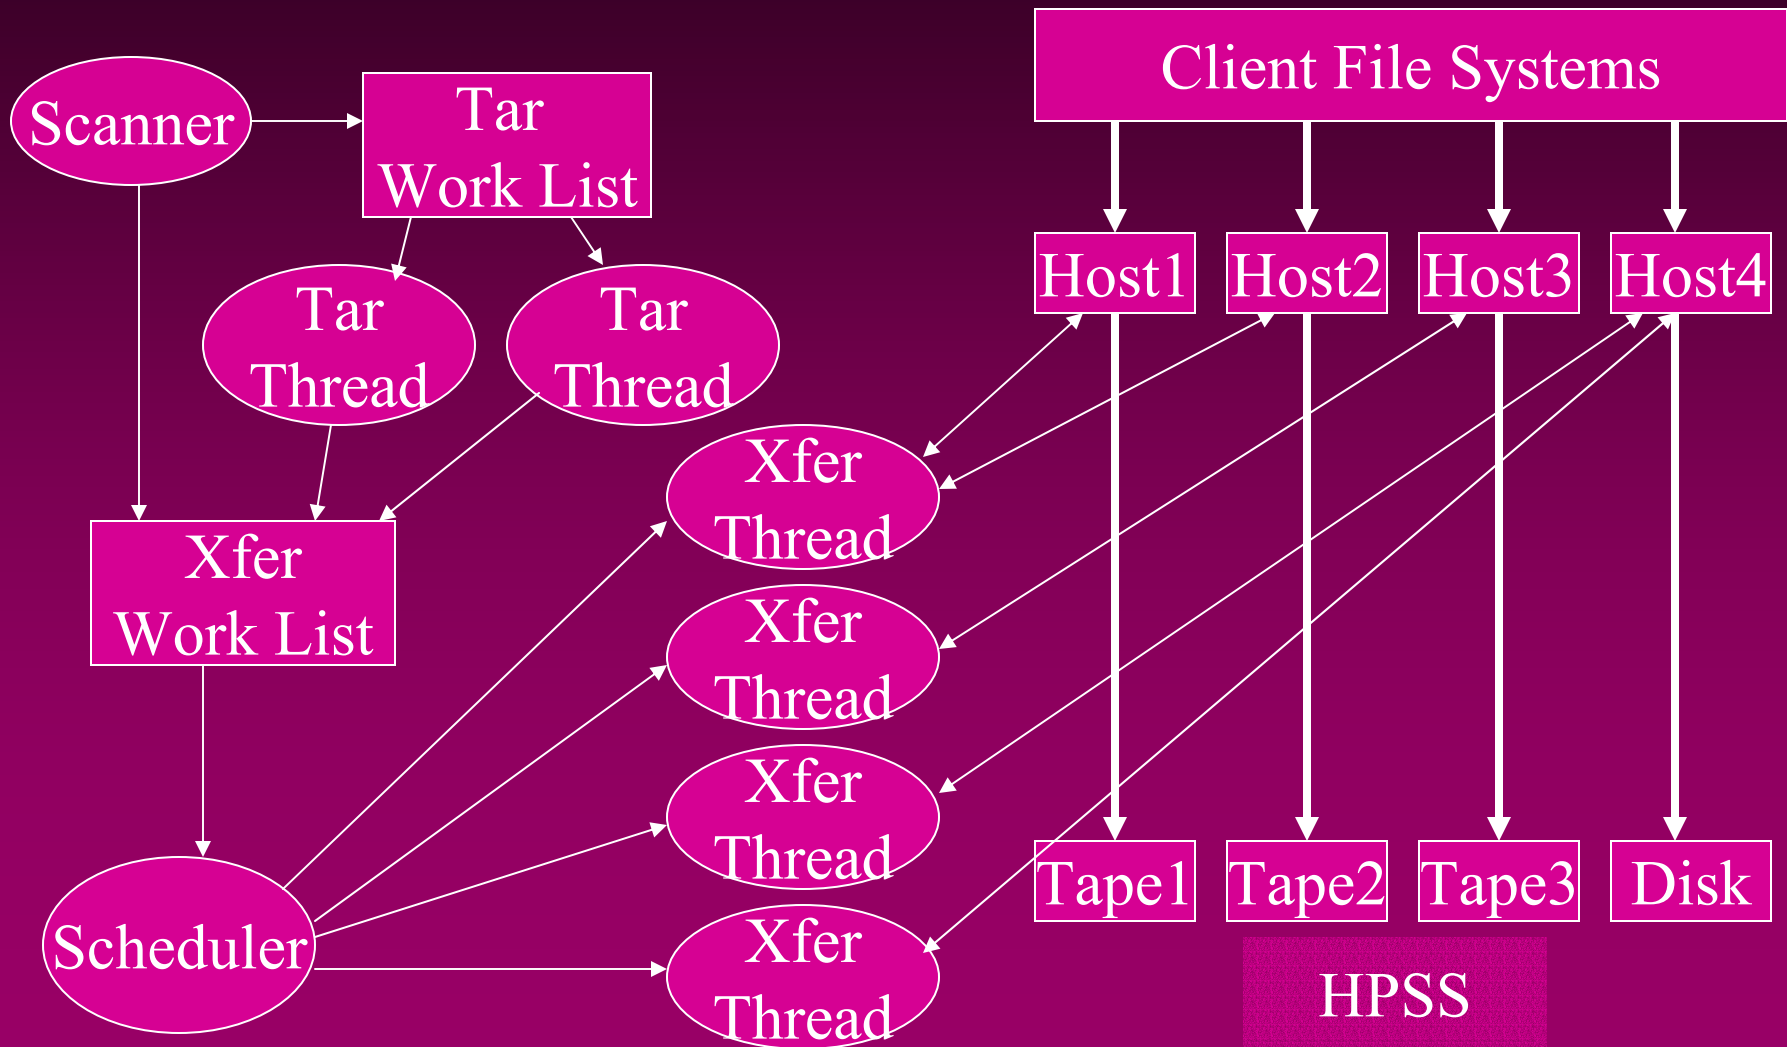 Scanner
Tar
Work List
Client File Systems
Tar
Thread
Tar
Thread
Host1
Host2
Host3
Host4
Xfer
Work List
Xfer
Thread
Xfer
Thread
Xfer
Thread
Xfer
Thread
Scheduler
Tape1
Tape2
Tape3
Disk
HPSS